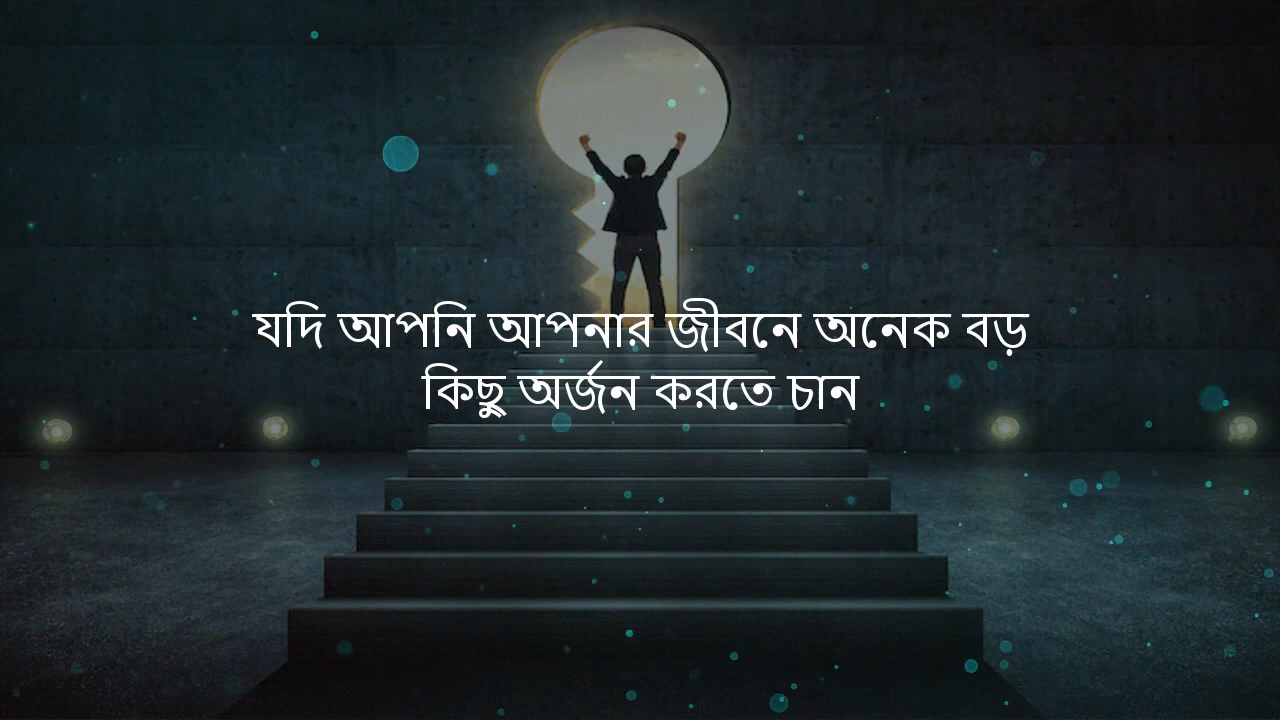 যদি আপনি আপনার জীবনে অনেক বড়
কিছু অর্জন করতে চান